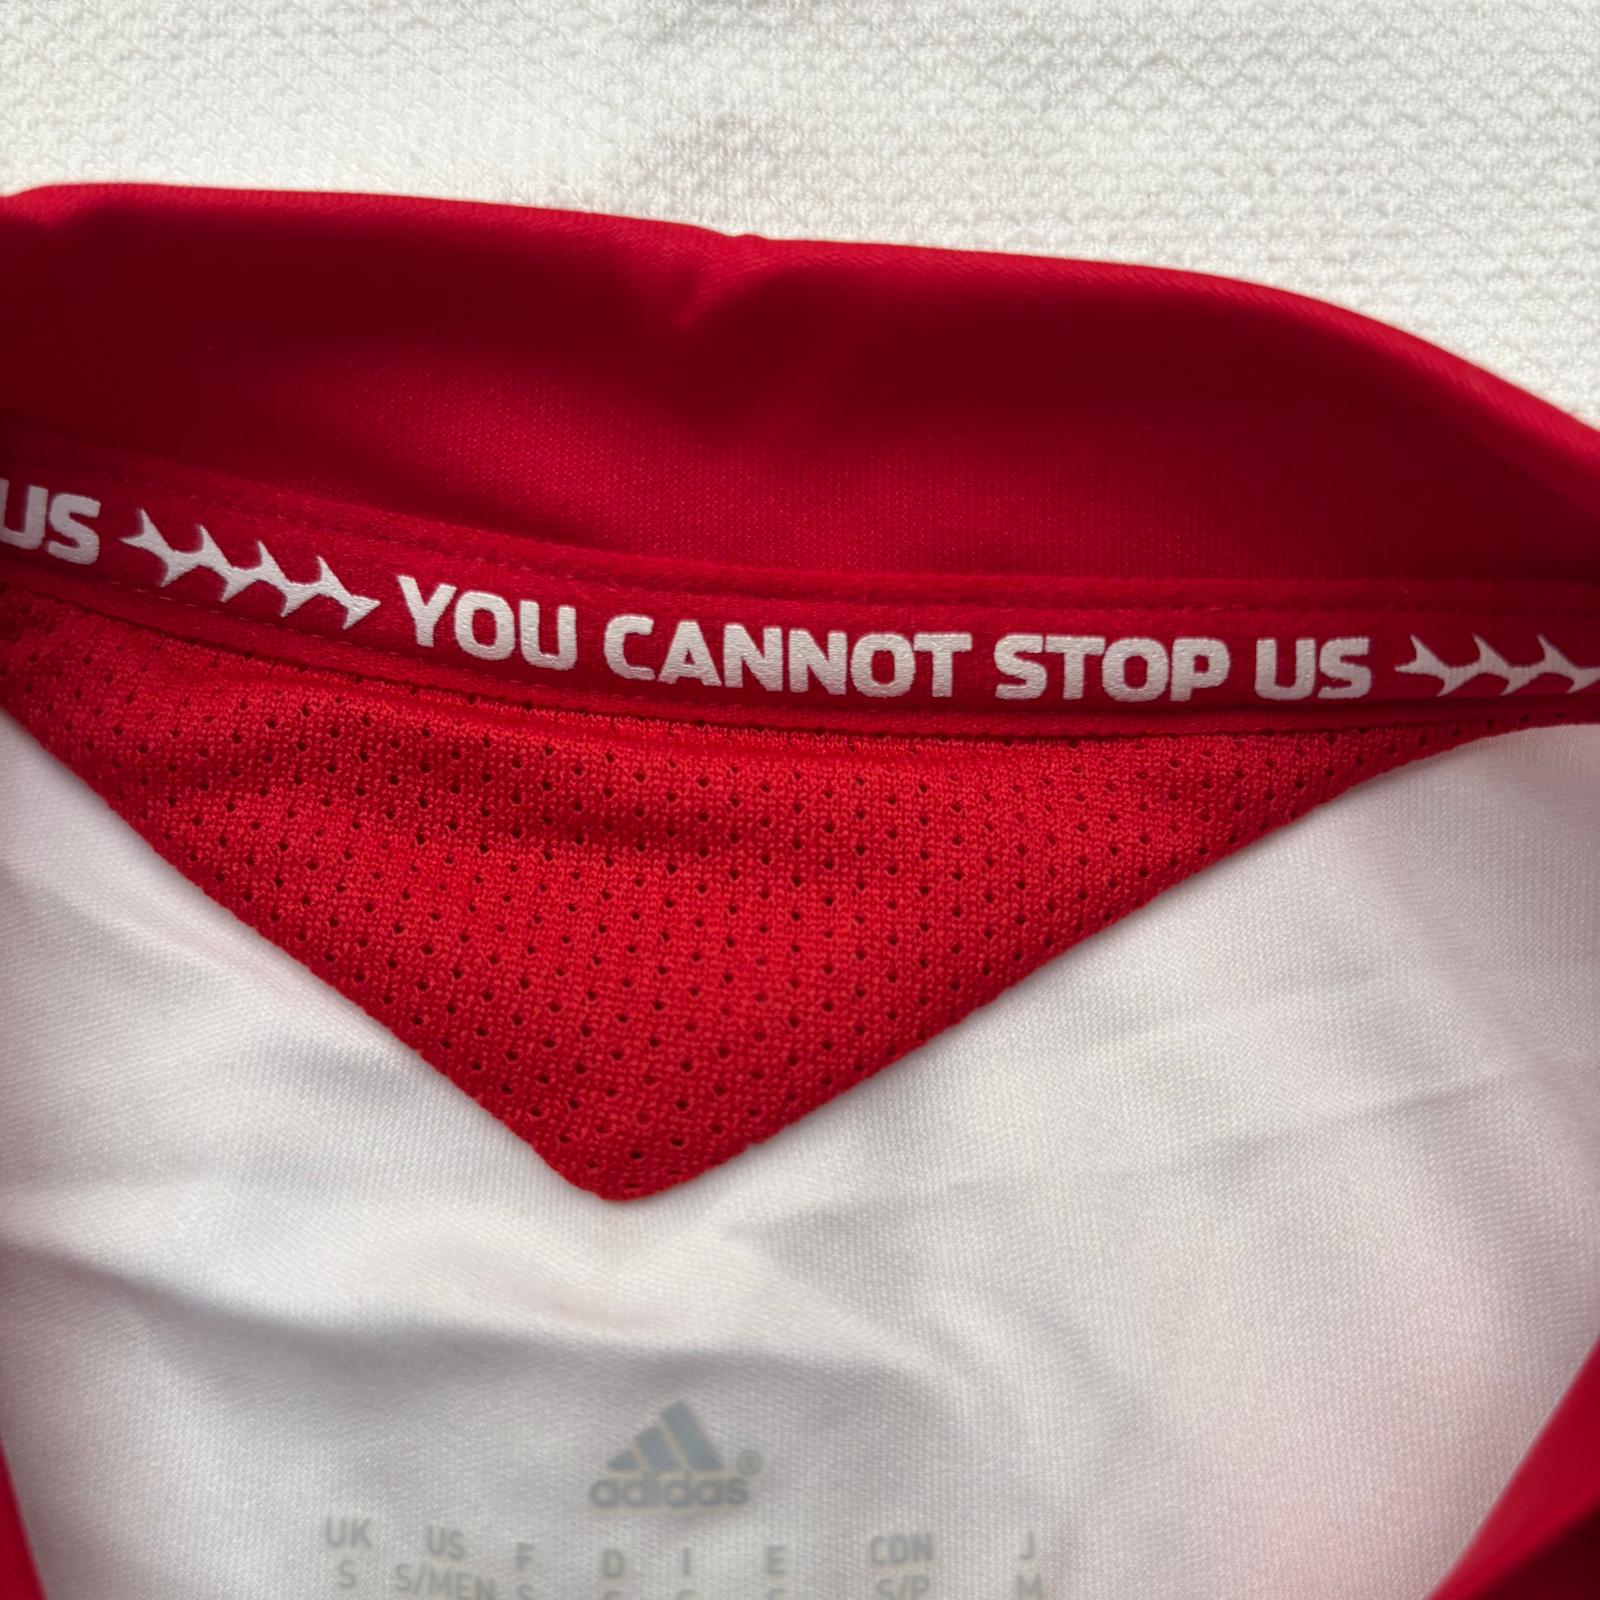 US YOU CANNOT STOP US
adidas®
UK US F D I E CDN J
S S/MEN S S/P M